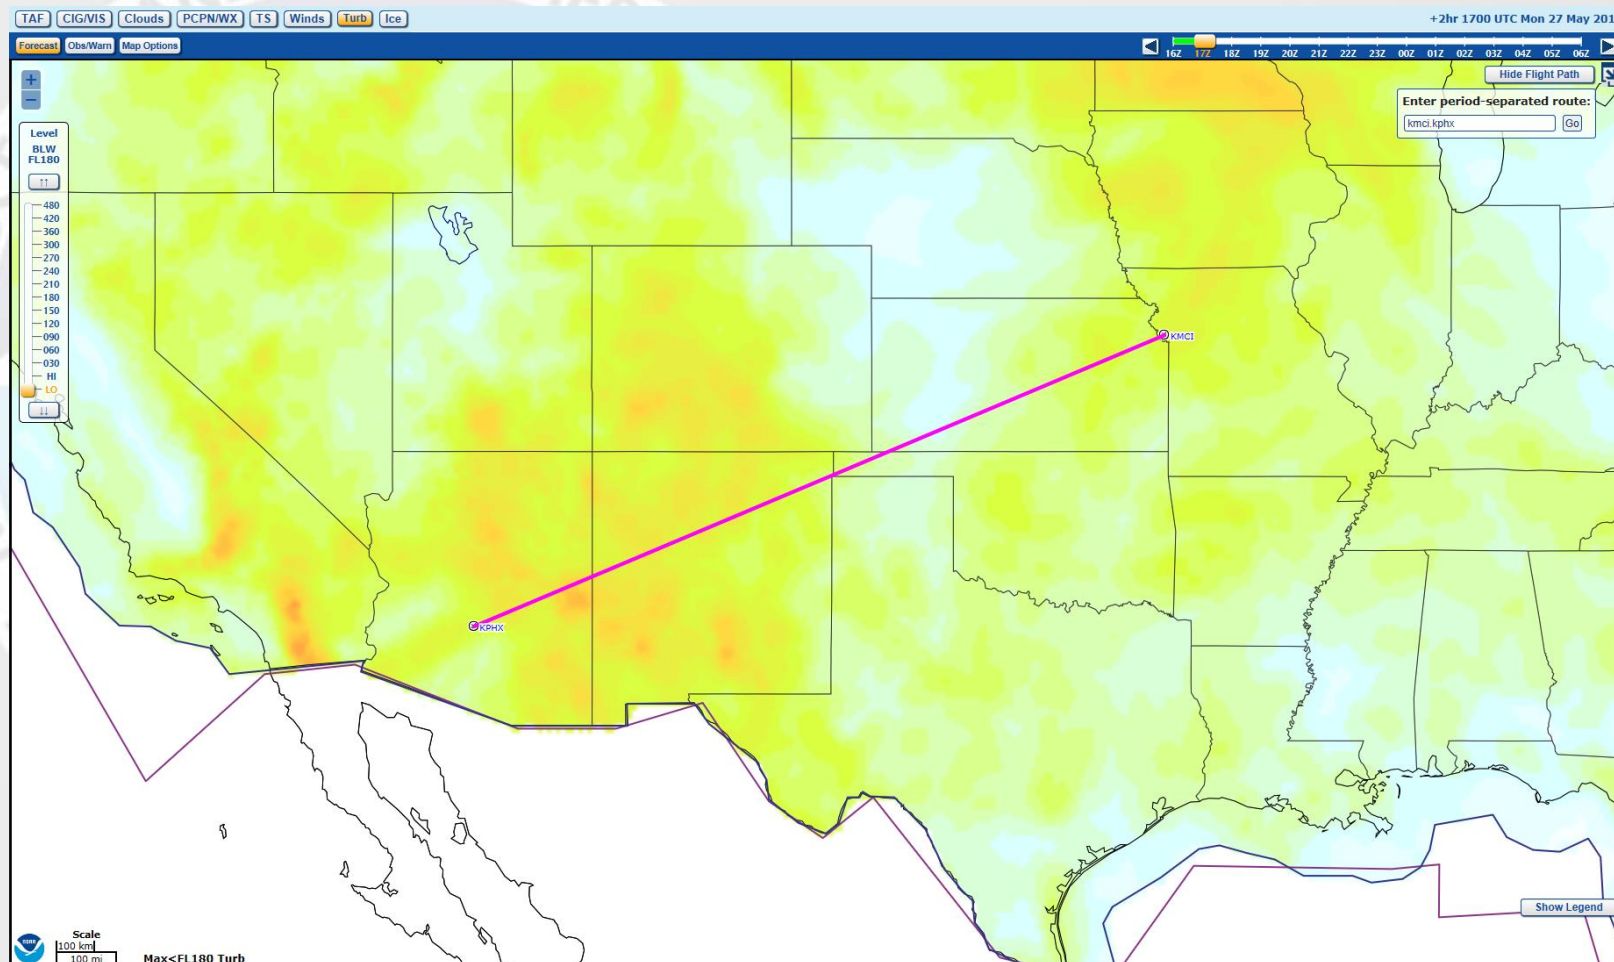 TAF CIG/VIS Clouds PCPN/WX TS Winds Turb Ice
+2hr 1700 UTC Mon 27 May 201
Forecast Obs/Warn Map Options
16Z 17Z 18Z 19Z 20Z 21Z 22Z 23Z 00Z 01Z 02Z 03Z 04Z 05Z 06Z
Hide Flight Path
+
−
Enter period-separated route:
kmci.kphx Go
Level
BLW
FL180
↑↑
480
420
360
300
270
240
210
180
150
120
090
060
030
HI
LO
↓↓
KMCI
KPHX
Show Legend
Scale
100 km
100 mi
Max<FL180 Turb